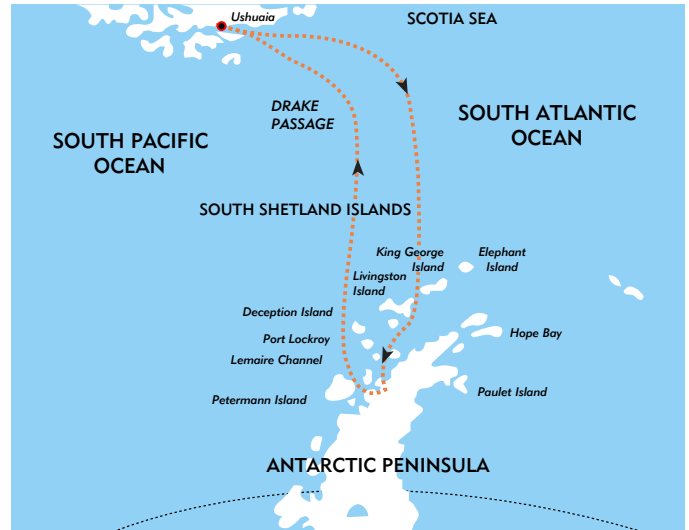 Ushuaia
SCOTIA SEA
DRAKE
PASSAGE
SOUTH ATLANTIC
OCEAN
SOUTH PACIFIC
OCEAN
SOUTH SHETLAND ISLANDS
King George
Island
Elephant
Island
Livingston
Island
Deception Island
Port Lockroy
Hope Bay
Lemaire Channel
Petermann Island
Paulet Island
ANTARCTIC PENINSULA